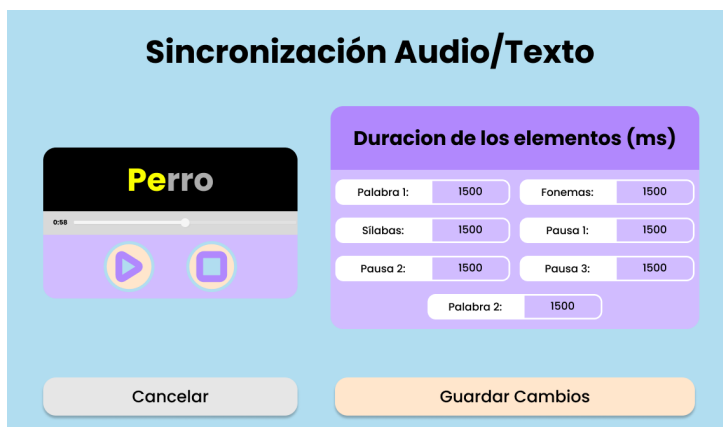 Sincronización Audio/Texto
Duracion de los elementos (ms)
Perro
0:58
Palabra 1: 1500 Fonemas: 1500
Sílabas: 1500 Pausa 1: 1500
Pausa 2: 1500 Pausa 3: 1500
Palabra 2: 1500
Cancelar Guardar Cambios